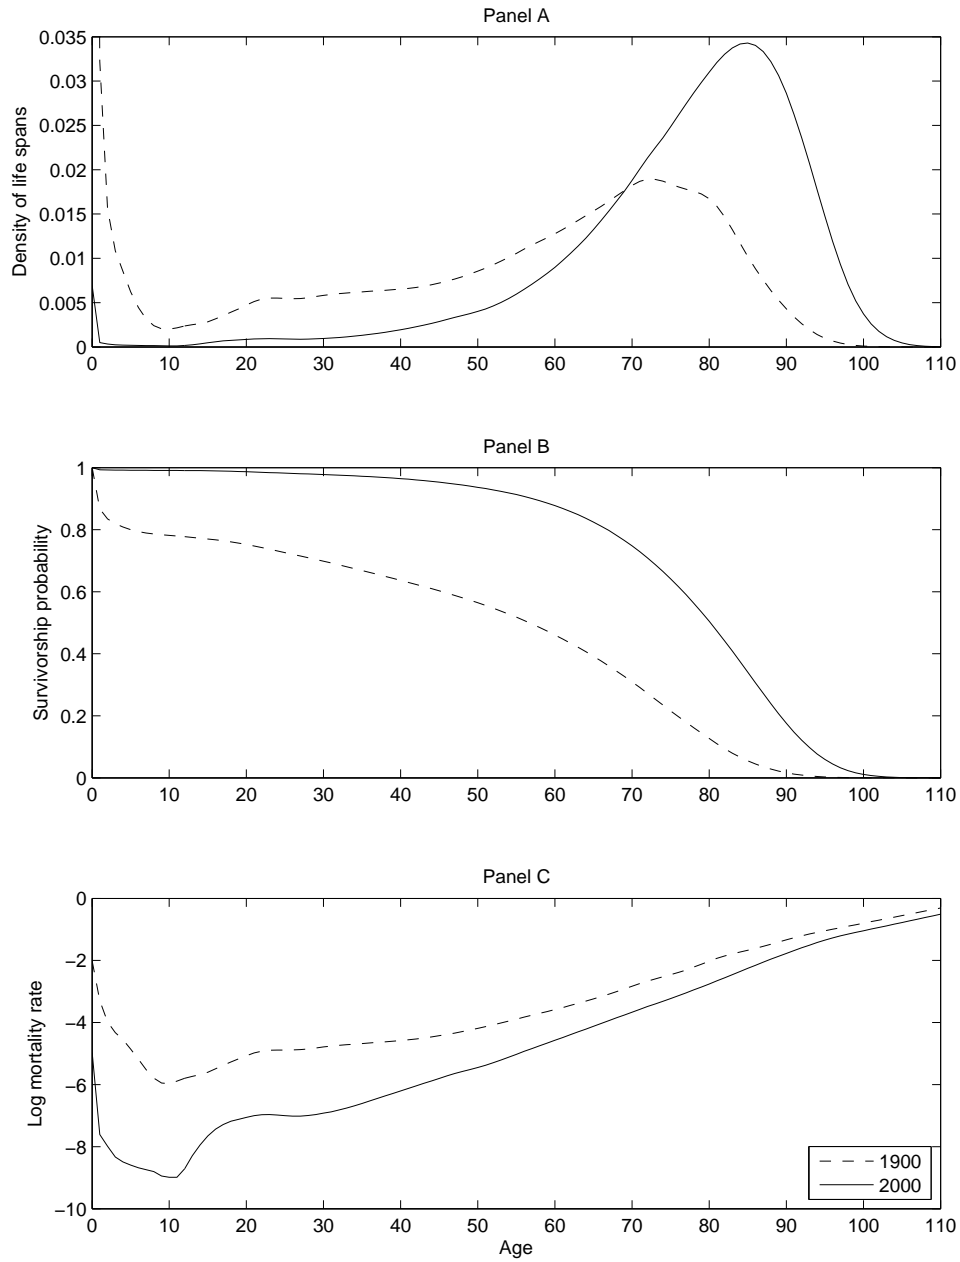 Panel A
0.035
0.03
0.025
0.02
0.015
0.01
0.005
0
Density of life spans
0 10 20 30 40 50 60 70 80 90 100 110
Panel B
1
0.8
0.6
0.4
0.2
0
Survivorship probability
0 10 20 30 40 50 60 70 80 90 100 110
Panel C
0
−2
−4
−6
−8
−10
Log mortality rate
1900
2000
0 10 20 30 40 50 60 70 80 90 100 110
Age